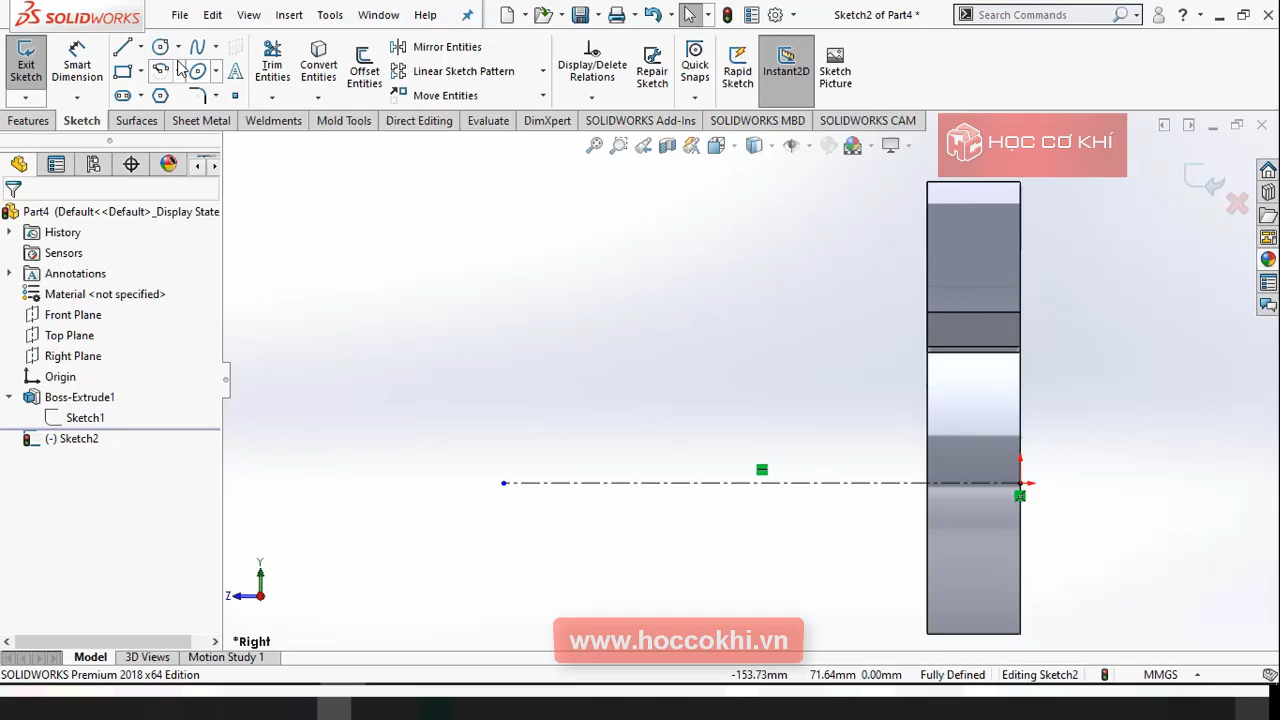 SOLIDWORKS
File Edit View Insert Tools Window Help
Sketch2 of Part4 *
Search Commands
Exit Sketch
Smart Dimension
Trim Entities
Convert Entities
Offset Entities
Mirror Entities
Linear Sketch Pattern
Move Entities
Display/Delete Relations
Repair Sketch
Quick Snaps
Rapid Sketch
Instant2D
Sketch Picture
Features Sketch Surfaces Sheet Metal Weldments Mold Tools Direct Editing Evaluate DimXpert SOLIDWORKS Add-Ins SOLIDWORKS MBD SOLIDWORKS CAM
HỌC CƠ KHÍ
Part4 (Default<<Default>_Display State
History
Sensors
Annotations
Material <not specified>
Front Plane
Top Plane
Right Plane
Origin
Boss-Extrude1
Sketch1
(-) Sketch2
Y
Z
*Right
www.hoccokhi.vn
Model 3D Views Motion Study 1
SOLIDWORKS Premium 2018 x64 Edition
-153.73mm 71.64mm 0.00mm Fully Defined Editing Sketch2 MMGS